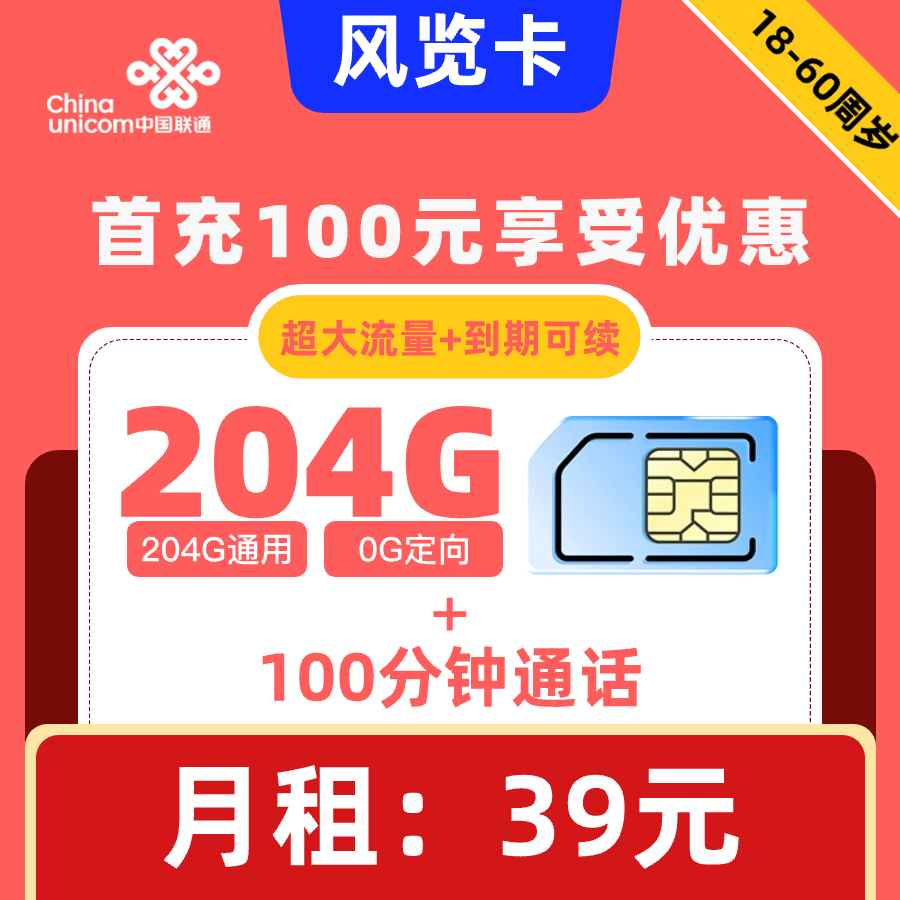 风览卡
18-60周岁
China
unicom中国联通
首充100元享受优惠
超大流量+到期可续
204G
204G通用
0G定向
+
100分钟通话
月租：39元